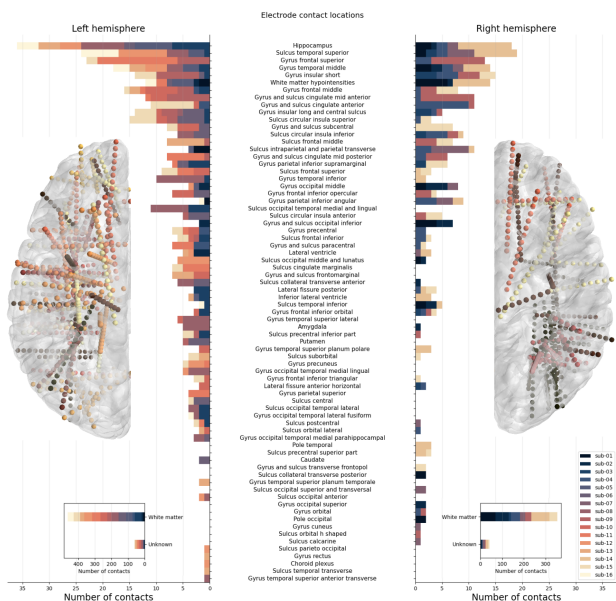 Electrode contact locations
Left hemisphere
Right hemisphere
Hippocampus
Sulcus temporal superior
Gyrus frontal superior
Gyrus temporal middle
Gyrus insular short
White matter hypointensities
Gyrus frontal middle
Gyrus and sulcus cingulate mid anterior
Gyrus and sulcus cingulate anterior
Gyrus insular long and central sulcus
Sulcus circular insula superior
Gyrus and sulcus subcentral
Sulcus circular insula inferior
Sulcus frontal middle
Sulcus intraparietal and parietal transverse
Gyrus and sulcus cingulate mid posterior
Gyrus parietal inferior supramarginal
Sulcus frontal superior
Gyrus temporal inferior
Gyrus occipital middle
Gyrus frontal inferior opercular
Gyrus parietal inferior angular
Sulcus occipital temporal medial and lingual
Sulcus circular insula anterior
Gyrus and sulcus occipital inferior
Gyrus precentral
Sulcus frontal inferior
Gyrus and sulcus paracentral
Lateral ventricle
Sulcus occipital middle and lunatus
Sulcus cingulate marginalis
Gyrus and sulcus frontomarginal
Sulcus collateral transverse anterior
Lateral fissure posterior
Inferior lateral ventricle
Sulcus temporal inferior
Gyrus frontal inferior orbital
Gyrus temporal superior lateral
Amygdala
Sulcus precentral inferior part
Putamen
Gyrus temporal superior planum polare
Sulcus suborbital
Gyrus precuneus
Gyrus occipital temporal medial lingual
Gyrus frontal inferior triangular
Lateral fissure anterior horizontal
Gyrus parietal superior
Sulcus central
Sulcus occipital temporal lateral
Gyrus occipital temporal lateral fusiform
Sulcus postcentral
Sulcus orbital lateral
Gyrus occipital temporal medial parahippocampal
Pole temporal
Sulcus precentral superior part
Caudate
Gyrus and sulcus transverse frontopol
Sulcus collateral transverse posterior
Gyrus temporal superior planum temporale
Sulcus occipital superior and transversal
Sulcus occipital anterior
Gyrus occipital superior
Gyrus orbital
Pole occipital
Gyrus cuneus
Sulcus orbital h shaped
Sulcus calcarine
Sulcus parieto occipital
Gyrus rectus
Choroid plexus
Sulcus temporal transverse
Gyrus temporal superior anterior transverse
White matter
Unknown
400 300 200 100 0
Number of contacts
35 30 25 20 15 10 5 0
Number of contacts
White matter
Unknown
0 100 200 300
Number of contacts
0 5 10 15 20 25 30 35
Number of contacts
sub-01
sub-02
sub-03
sub-04
sub-05
sub-06
sub-07
sub-08
sub-09
sub-10
sub-11
sub-12
sub-13
sub-14
sub-15
sub-16